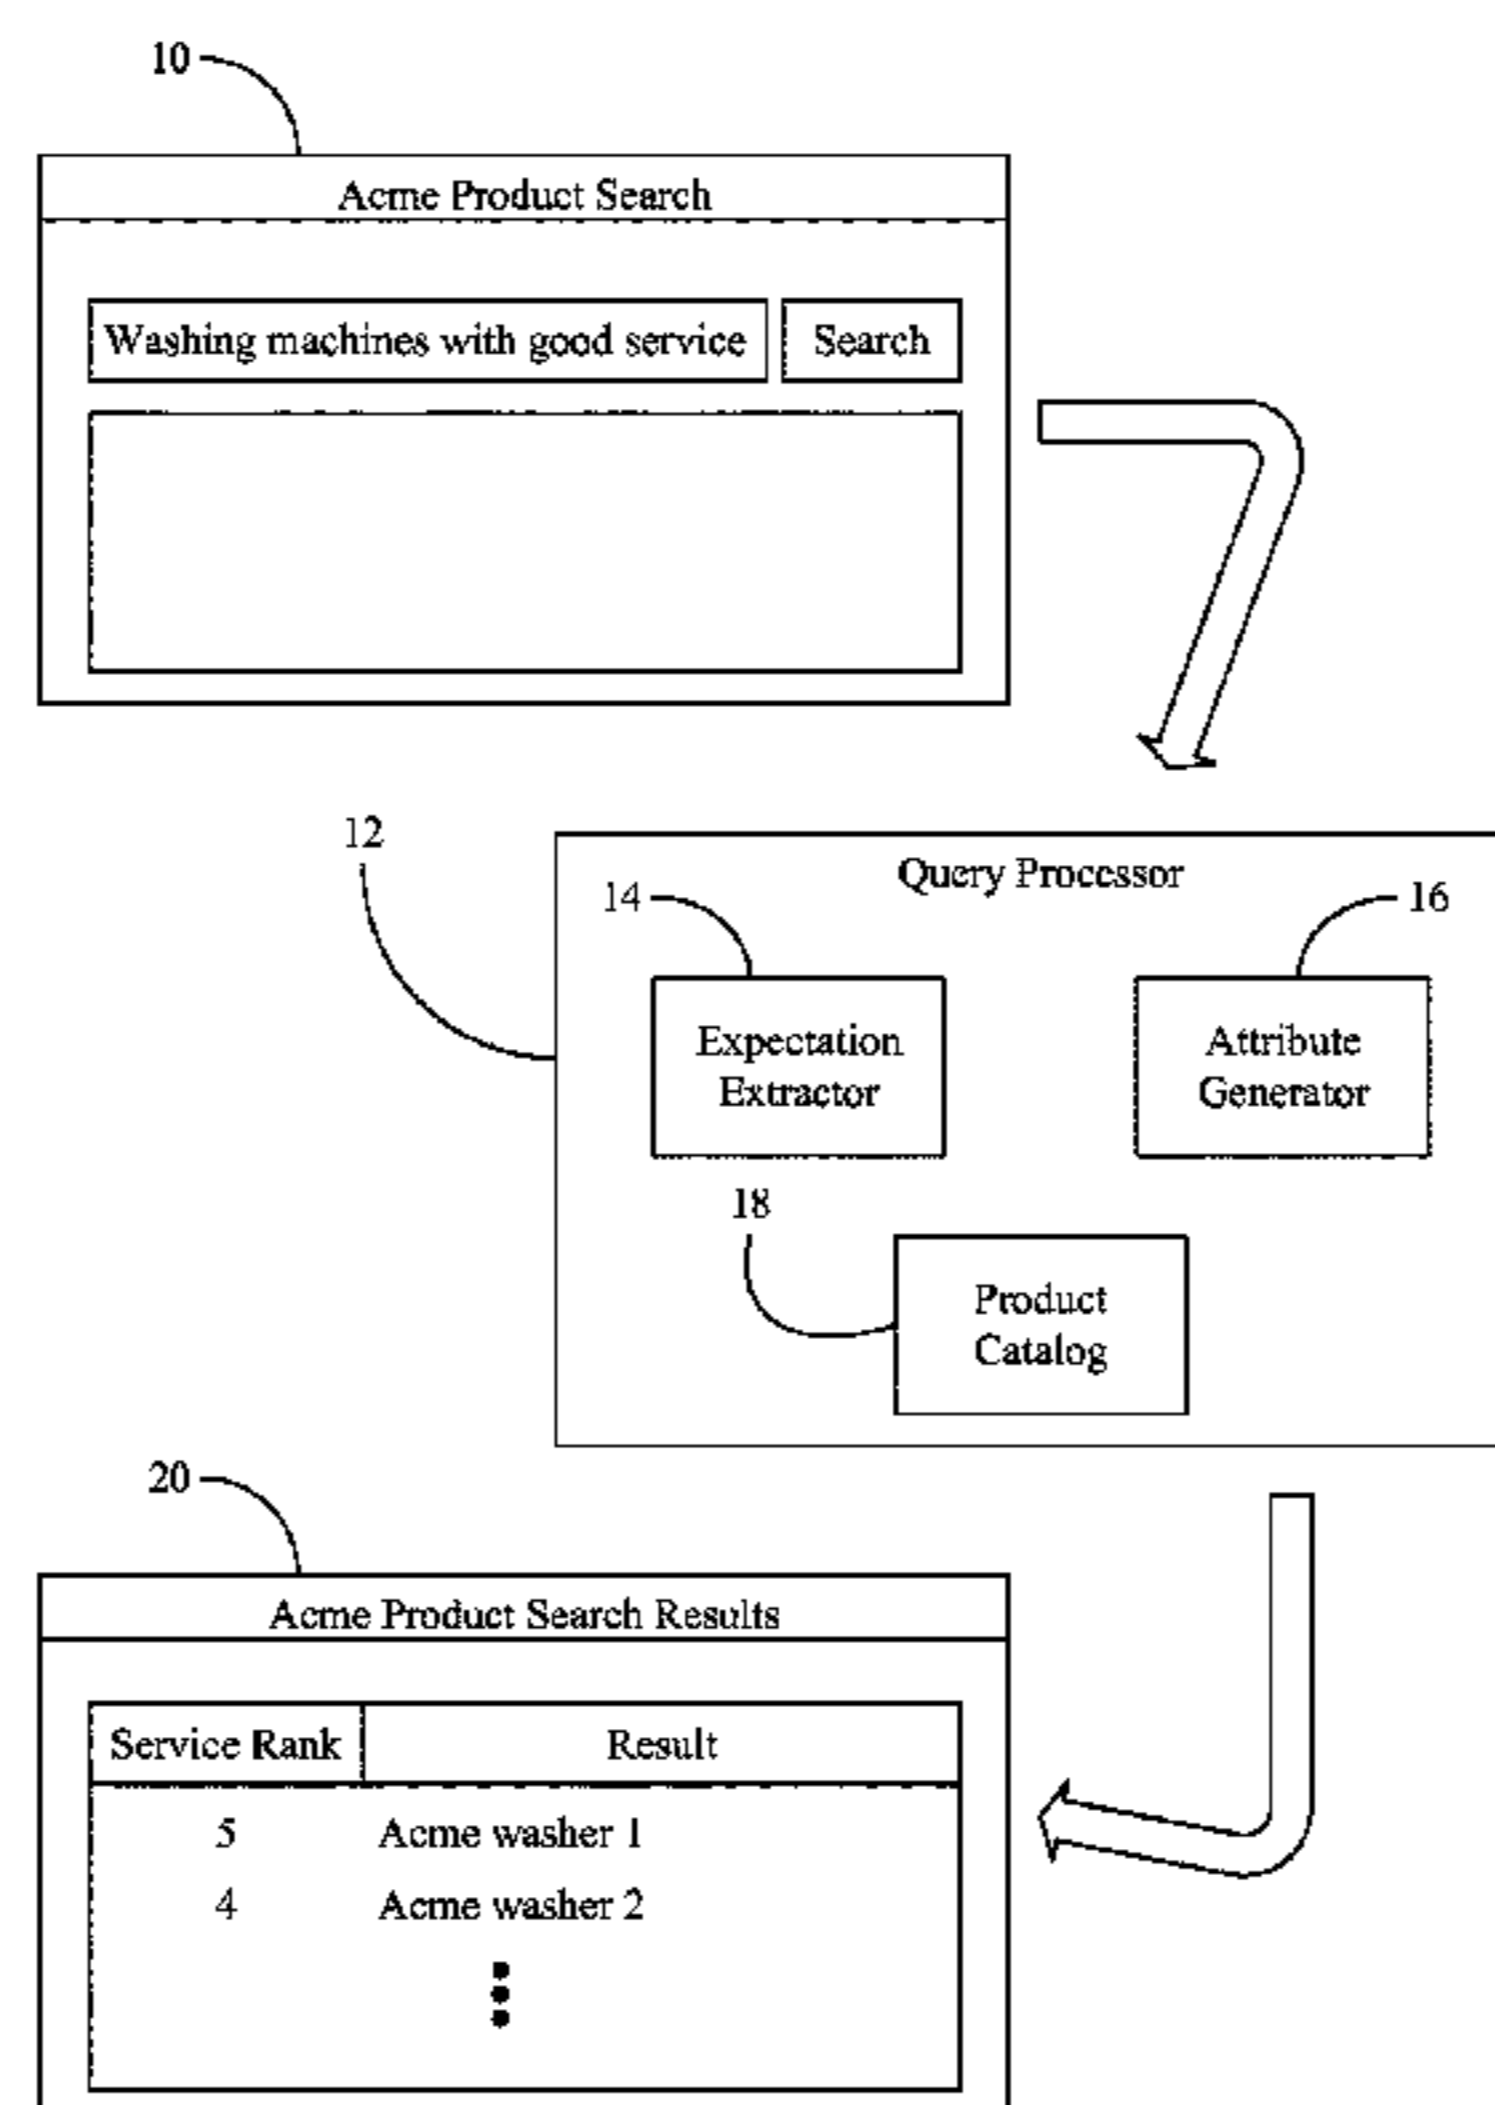 10
Acme Product Search
Washing machines with good service
Search
12
Query Processor
14
16
Expectation
Extractor
Attribute
Generator
18
Product
Catalog
20
Acme Product Search Results
Service Rank
Result
5
Acme washer 1
4
Acme washer 2